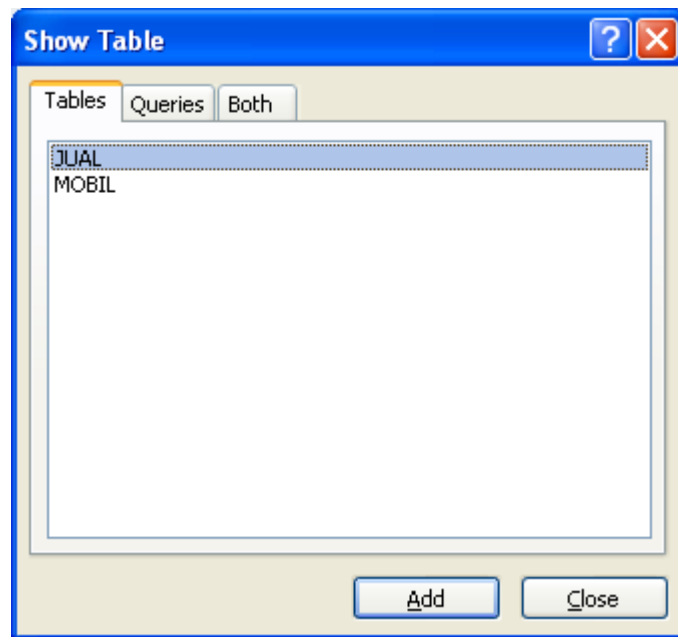 Show Table
Tables Queries Both
JUAL
MOBIL
Add Close